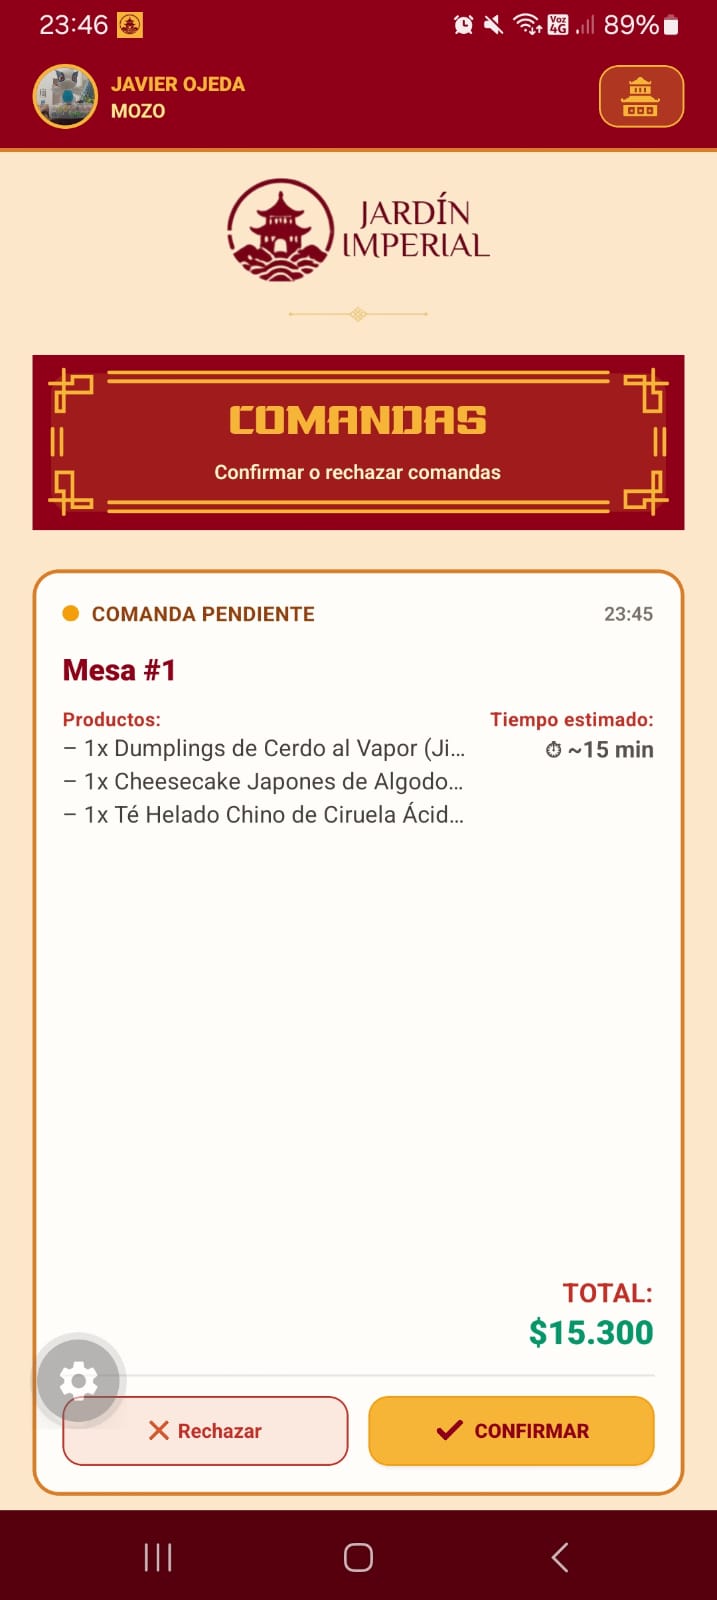 23:46
Voz 4G 89%
JAVIER OJEDA
MOZO
JARDÍN
IMPERIAL
COMANDAS
Confirmar o rechazar comandas
COMANDA PENDIENTE 23:45
Mesa #1
Productos: Tiempo estimado:
– 1x Dumplings de Cerdo al Vapor (Ji... ~15 min
– 1x Cheesecake Japones de Algodo...
– 1x Té Helado Chino de Ciruela Ácid...
TOTAL:
$15.300
Rechazar CONFIRMAR